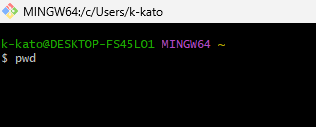 MINGW64:/c/Users/k-kato
k-kato@DESKTOP-FS45LO1 MINGW64 ~
$ pwd